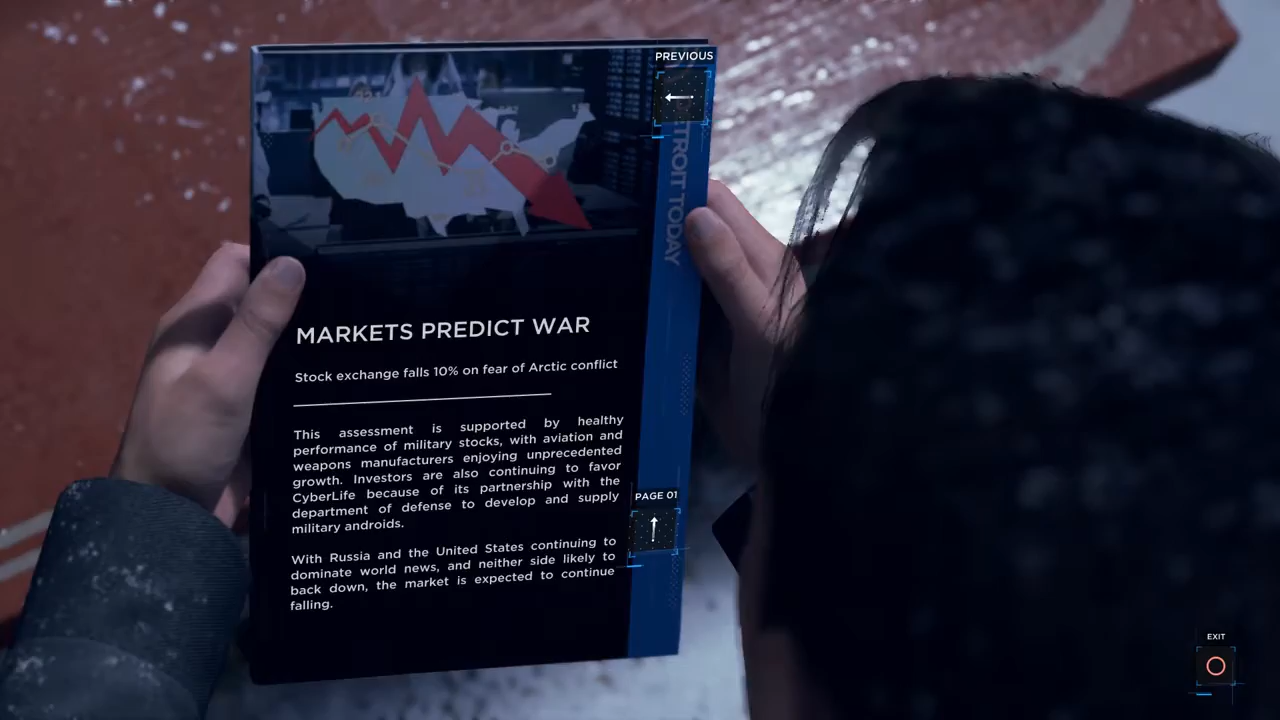 PREVIOUS
TROIT TODAY
MARKETS PREDICT WAR
Stock exchange falls 10% on fear of Arctic conflict
This assessment is supported by healthy
performance of military stocks, with aviation and
weapons manufacturers enjoying unprecedented
growth. Investors are also continuing to favor
CyberLife because of its partnership with the
department of defense to develop and supply
military androids.
With Russia and the United States continuing to
dominate world news, and neither side likely to
back down, the market is expected to continue
falling.
PAGE 01
EXIT